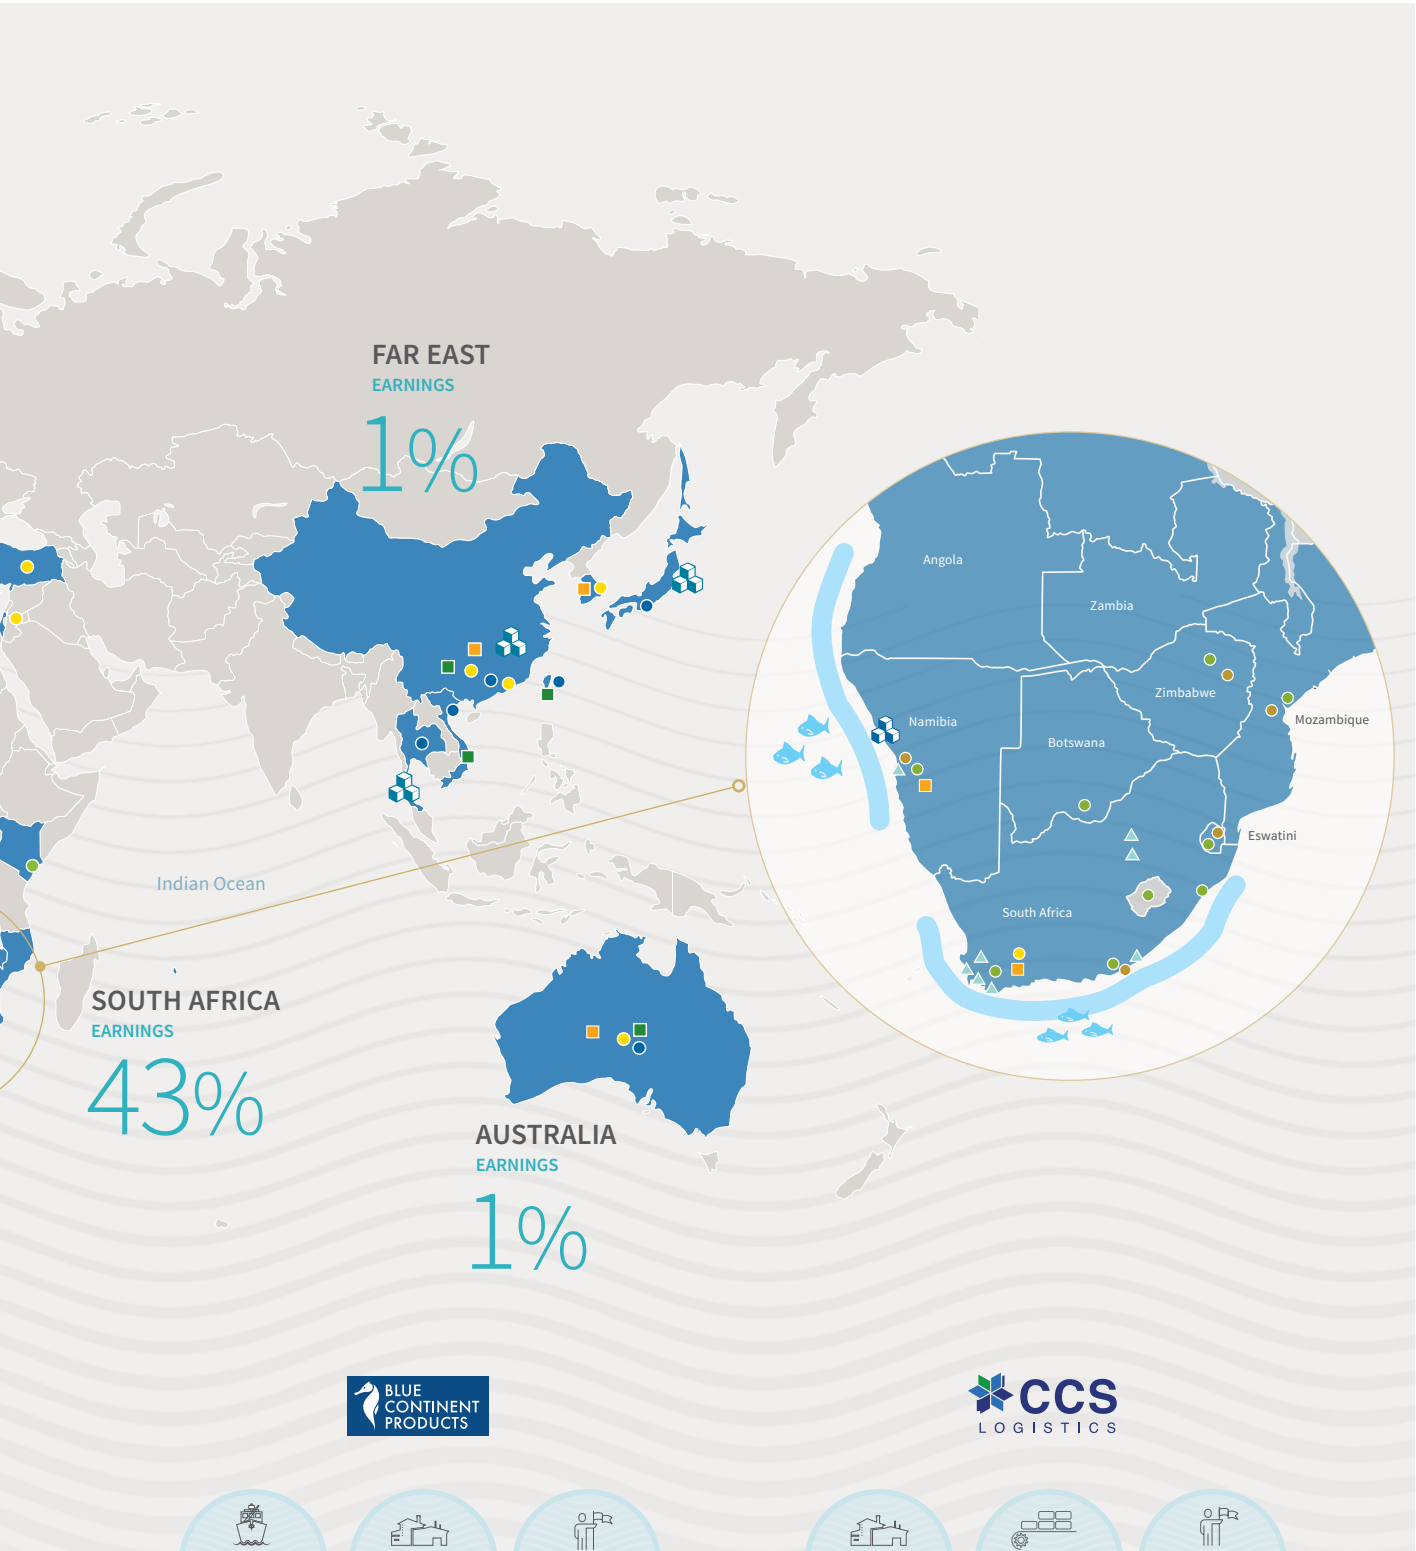 FAR EAST
EARNINGS
1%
Angola
Zambia
Zimbabwe
Mozambique
Namibia
Botswana
Eswatini
South Africa
Indian Ocean
SOUTH AFRICA
EARNINGS
43%
AUSTRALIA
EARNINGS
1%
BLUE
CONTINENT
PRODUCTS
CCS
LOGISTICS